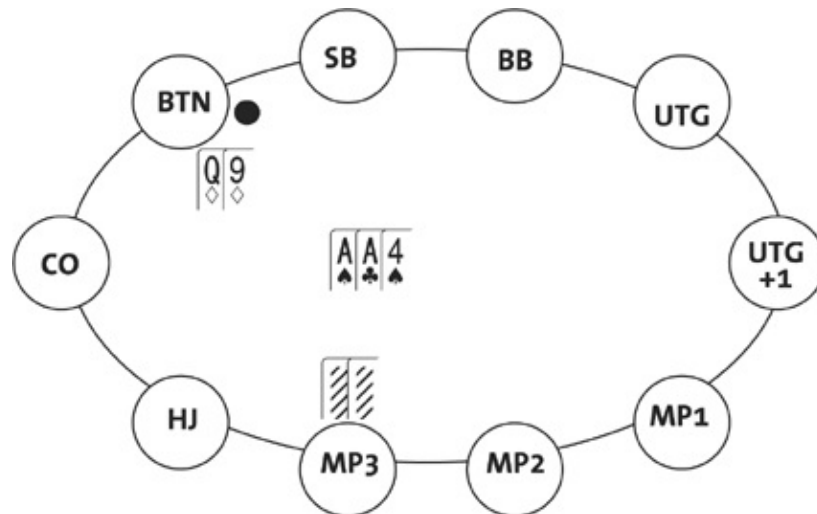 SB
BB
BTN
UTG
Q 9
CO
A A 4
UTG
+1
HJ
MP3
MP2
MP1